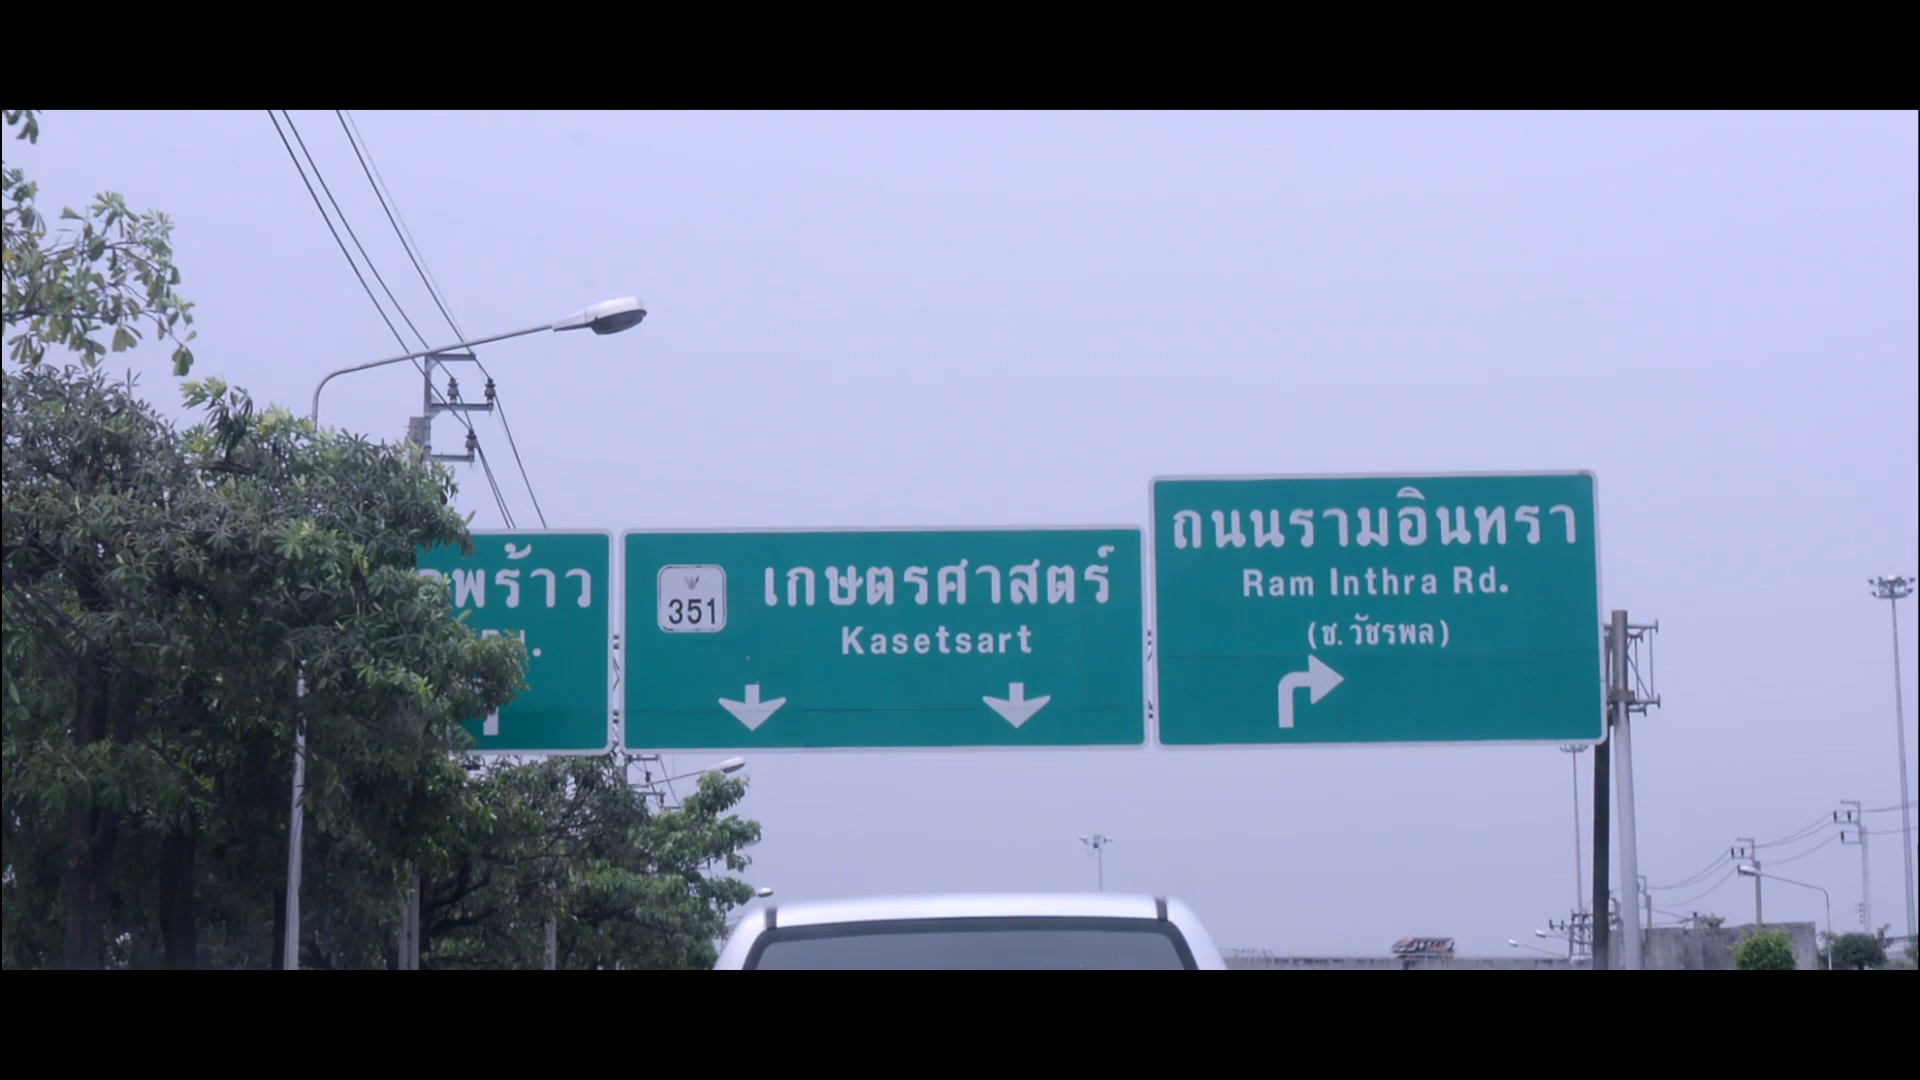 พร้าว
351
เกษตรศาสตร์
Kasetsart
ถนนรามอินทรา
Ram Inthra Rd.
(ซ.วัชรพล)